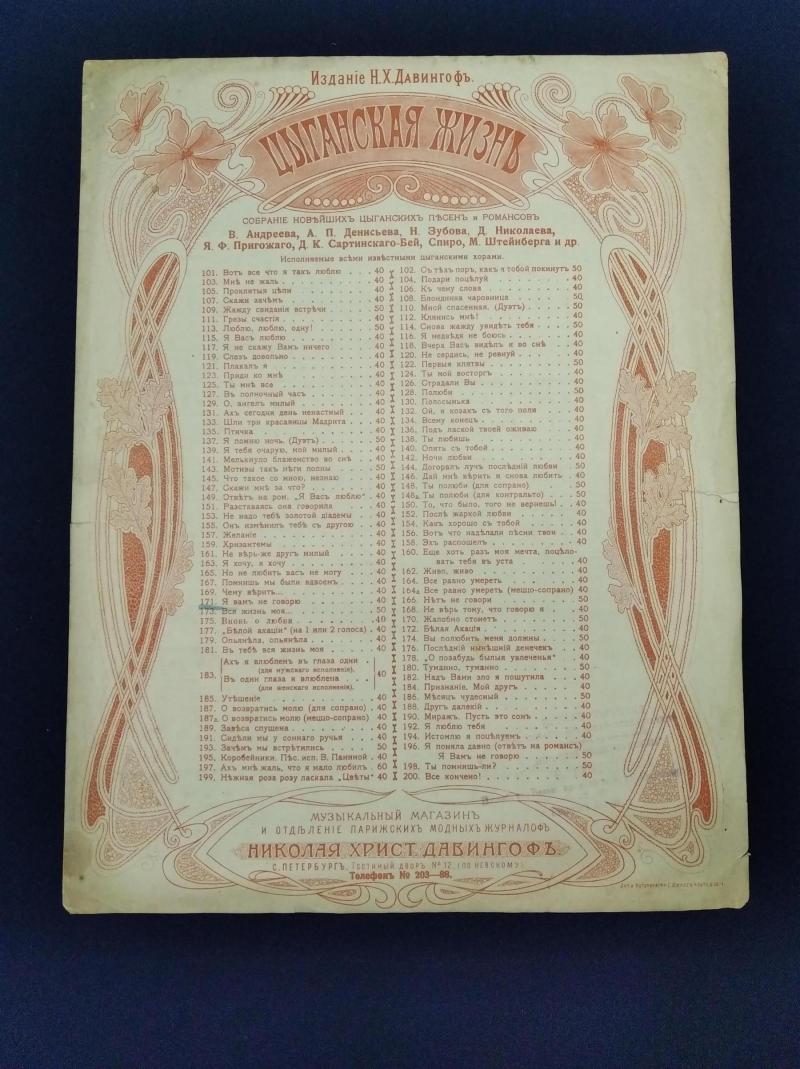 Изданіе Н.Х.Давингофъ.
ЦЫГАНСКАЯ ЖИЗНЬ
СОБРАНІЕ НОВѢЙШИХЪ ЦЫГАНСКИХЪ ПѢСЕНЪ и РОМАНСОВЪ
В. Андреева, А. П. Денисьева, Н. Зубова, Д. Николаева,
Я. Ф. Пригожаго, Д. К. Сартинскаго-Бей, Спиро, М. Штейнберга и др.
Исполняемые всѣми извѣстными цыганскими хорами.
101. Вотъ все что я такъ люблю . . . 40
103. Мнѣ не жаль . . . 40
105. Проклятыя цѣпи . . . 40
107. Скажи зачѣмъ . . . 40
109. Жажду свиданія встрѣчи . . . 50
111. Грезы счастія . . . 40
113. Люблю, люблю, одну! . . . 50
115. Я Васъ люблю . . . 40
117. Я не скажу Вамъ ничего . . . 40
119. Слезъ довольно . . . 40
121. Плакалъ я . . . 40
123. Приди ко мнѣ . . . 40
125. Ты мнѣ все . . . 40
127. Въ полночный часъ . . . 40
129. О, ангелъ милый . . . 40
131. Ахъ сегодня день ненастный . . . 40
133. Шли три красавицы Мадрита . . . 40
135. Птичка . . . 40
137. Я помню ночь. (Дуэтъ) . . . 50
139. Я тебя очарую, мой милый . . . 40
141. Мелькнуло блаженство во снѣ . . . 40
143. Мотивы такъ нѣги полны . . . 50
145. Что такое со мною, незнаю . . . 40
147. Скажи мнѣ за что? . . . 40
149. Отвѣтъ на ром. „Я Васъ люблю“ . 40
151. Разставаясь она говорила . . . 40
153. Не надо тебѣ золотой діадемы . . 40
155. Онъ измѣнилъ тебѣ съ другою . . 40
157. Желаніе . . . 40
159. Хризантемы . . . 40
161. Не вѣрь-же другъ милый . . . 40
163. Я хочу, я хочу . . . 40
165. Но не любить васъ не могу . . . 40
167. Помнишь мы были вдвоемъ . . . 40
169. Чему вѣрить... . . . 40
171. Я вамъ не говорю . . . 40
173. Вся жизнь моя... . . . 50
175. Вновь о любви . . . 40
177. „Бѣлой акаціи“ (на 1 или 2 голоса) . 40
179. Опьянѣла, опьянѣла . . . 40
181. Въ тебѣ вся жизнь моя . . . 40
183. Ахъ я влюбленъ въ глаза одни . .
(для мужскаго исполненія).
Въ одни глаза я влюблена . . . 40
(для женскаго исполненія).
185. Утѣшеніе . . . 40
187. О возвратись молю (для сопрано) . 40
187а. О возвратись молю (меццо-сопрано) . 40
189. Завѣса спущена . . . 40
191. Сидѣли мы у соннаго ручья . . . 40
193. Зачѣмъ мы встрѣтились . . . 50
195. Коробейники. Пѣс. исп. В. Паниной . 40
197. Ахъ мнѣ жаль, что я мало любилъ . 60
199. Нѣжная роза розу ласкала „Цвѣты“ 40
102. Съ тѣхъ поръ, какъ я тобой покинутъ 50
104. Подари поцѣлуй . . . 40
106. Къ чему слова . . . 40
108. Блондинка чаровница . . . 50
110. Мной спасенная. (Дуэтъ) . . . 50
112. Клянись мнѣ! . . . 40
114. Снова жажду увидѣть тебя . . . 50
116. Я медвѣдя не боюсь . . . 40
118. Вчера Васъ видѣлъ я во снѣ . . . 40
120. Не сердись, не ревнуй . . . 40
122. Первыя клятвы . . . 50
124. Ты мой восторгъ . . . 40
126. Страдали Вы . . . 40
128. Полюби . . . 50
130. Полосынька . . . 40
132. Ой, я козакъ съ того поля . . . 40
134. Всему конецъ . . . 40
136. Подъ лаской твоей оживаю . . . 40
138. Ты любишь . . . 40
140. Опять съ тобой . . . 40
142. Ночи любви . . . 40
144. Догоралъ лучъ послѣдній любви . 50
146. Дай мнѣ вѣрить и снова любить . 40
148. Ты полюби (для сопрано) . . . 40
148а. Ты полюби (для контральто) . . . 50
150. То, что было, того не вернешь! . . 40
152. Послѣ жаркой любви . . . 40
154. Какъ хорошо съ тобой . . . 40
156. Вотъ что надѣлали пѣсни твои . . 40
158. Эхъ распошелъ . . . 40
160. Еще хоть разъ моя мечта, поцѣло-
вать тебя въ уста . . . 40
162. Живо, живо . . . 40
164. Все равно умереть . . . 40
164а. Все равно умереть (меццо-сопрано) . 40
166. Нѣтъ не говори . . . 50
168. Не вѣрь тому, что говорю я . . . 40
170. Жалобно стонетъ . . . 50
172. Бѣлая Акація . . . 40
174. Вы полюбить меня должны . . . 50
176. Послѣдній нынѣшній денечекъ . . 40
178. „О позабудь былыя увлеченья“ . . 40
180. Туманно, туманно . . . 50
182. Надъ Вами зло я пошутила . . . 40
184. Признаніе. Мой другъ . . . 40
186. Мѣсяцъ чудесный . . . 50
188. Другъ далекій . . . 40
190. Миражъ. Пусть это сонъ . . . 40
192. Я люблю тебя . . . 40
194. Истомлю я поцѣлуемъ . . . 40
196. Я поняла давно (отвѣтъ на романсъ)
Я Вамъ не говорю . . . 50
198. Ты помнишь-ли? . . . 50
200. Все кончено! . . . 40
МУЗЫКАЛЬНЫЙ МАГАЗИНЪ
И ОТДѢЛЕНІЕ ПАРИЖСКИХЪ МОДНЫХЪ ЖУРНАЛОФЪ
НИКОЛАЯ ХРИСТ. ДАВИНГОФЪ.
С. ПЕТЕРБУРГЪ, Гостиный дворъ № 12. (ПО НЕВСКОМУ)
Телефонъ № 203—88.